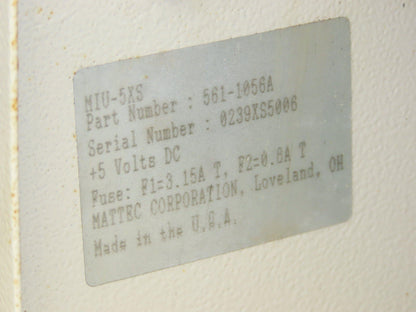 MIU-5XS
Part Number : 561-1056A
Serial Number : 0239XS5006
+5 Volts DC
Fuse: F1=3.15A T, F2=0.8A T
MATTEC CORPORATION, Loveland, OH
Made in the U.S.A.